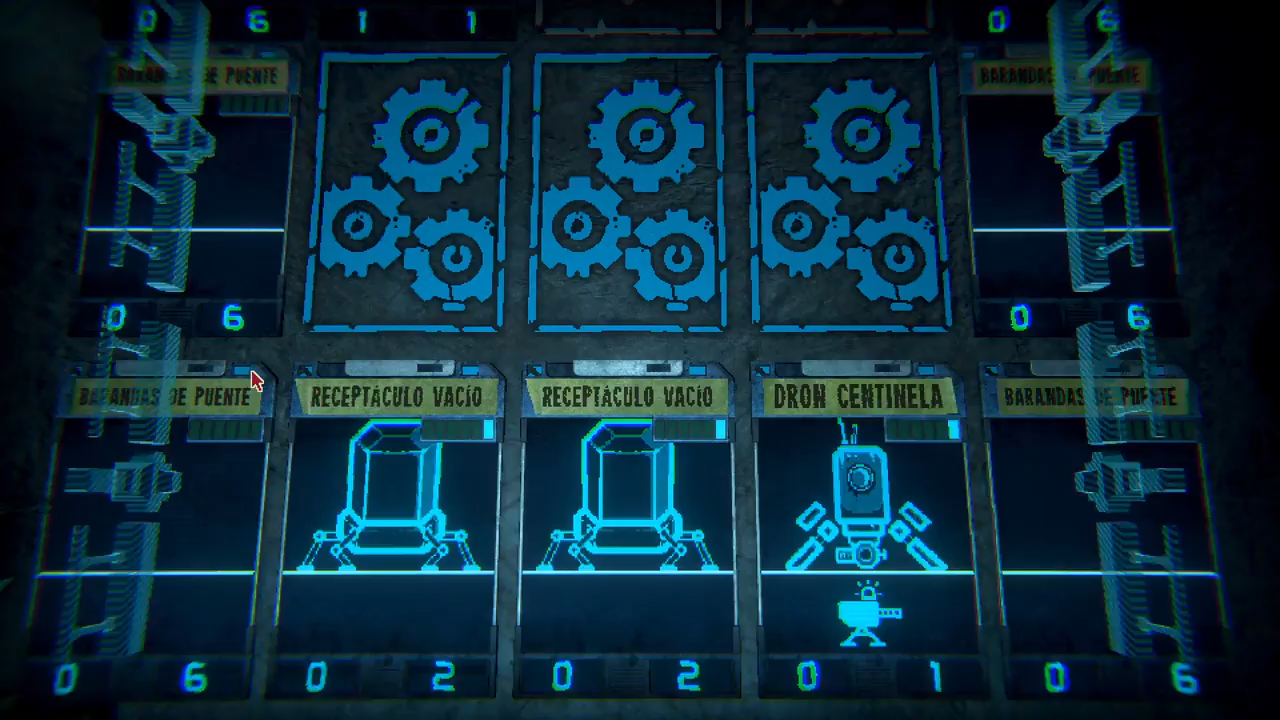 0 6 1 1 0 6
BARANDAS DE PUENTE BARANDAS DE PUENTE
0 6 0 6
BARANDAS DE PUENTE RECEPTÁCULO VACÍO RECEPTÁCULO VACÍO DRON CENTINELA BARANDAS DE PUENTE
0 6 0 2 0 2 0 1 0 6